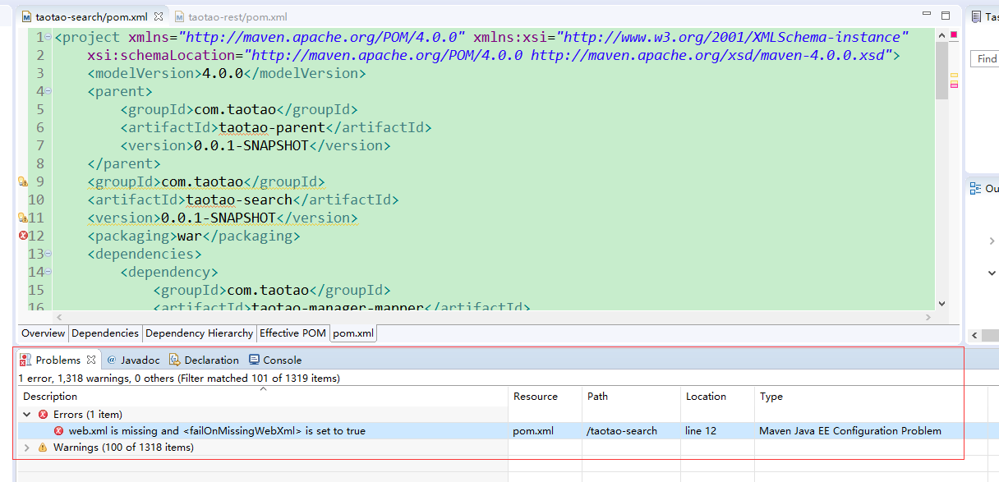 taotao-search/pom.xml taotao-rest/pom.xml
Tas
1 <project xmlns="http://maven.apache.org/POM/4.0.0" xmlns:xsi="http://www.w3.org/2001/XMLSchema-instance"
2 xsi:schemaLocation="http://maven.apache.org/POM/4.0.0 http://maven.apache.org/xsd/maven-4.0.0.xsd">
3 <modelVersion>4.0.0</modelVersion>
4 <parent>
5 <groupId>com.taotao</groupId>
6 <artifactId>taotao-parent</artifactId>
7 <version>0.0.1-SNAPSHOT</version>
8 </parent>
9 <groupId>com.taotao</groupId>
10 <artifactId>taotao-search</artifactId>
11 <version>0.0.1-SNAPSHOT</version>
12 <packaging>war</packaging>
13 <dependencies>
14 <dependency>
15 <groupId>com.taotao</groupId>
16 <artifactId>taotao-manager-mapper</artifactId>
Find
Ou
Overview Dependencies Dependency Hierarchy Effective POM pom.xml
Problems @ Javadoc Declaration Console
1 error, 1,318 warnings, 0 others (Filter matched 101 of 1319 items)
Description Resource Path Location Type
Errors (1 item)
web.xml is missing and <failOnMissingWebXml> is set to true pom.xml /taotao-search line 12 Maven Java EE Configuration Problem
Warnings (100 of 1318 items)